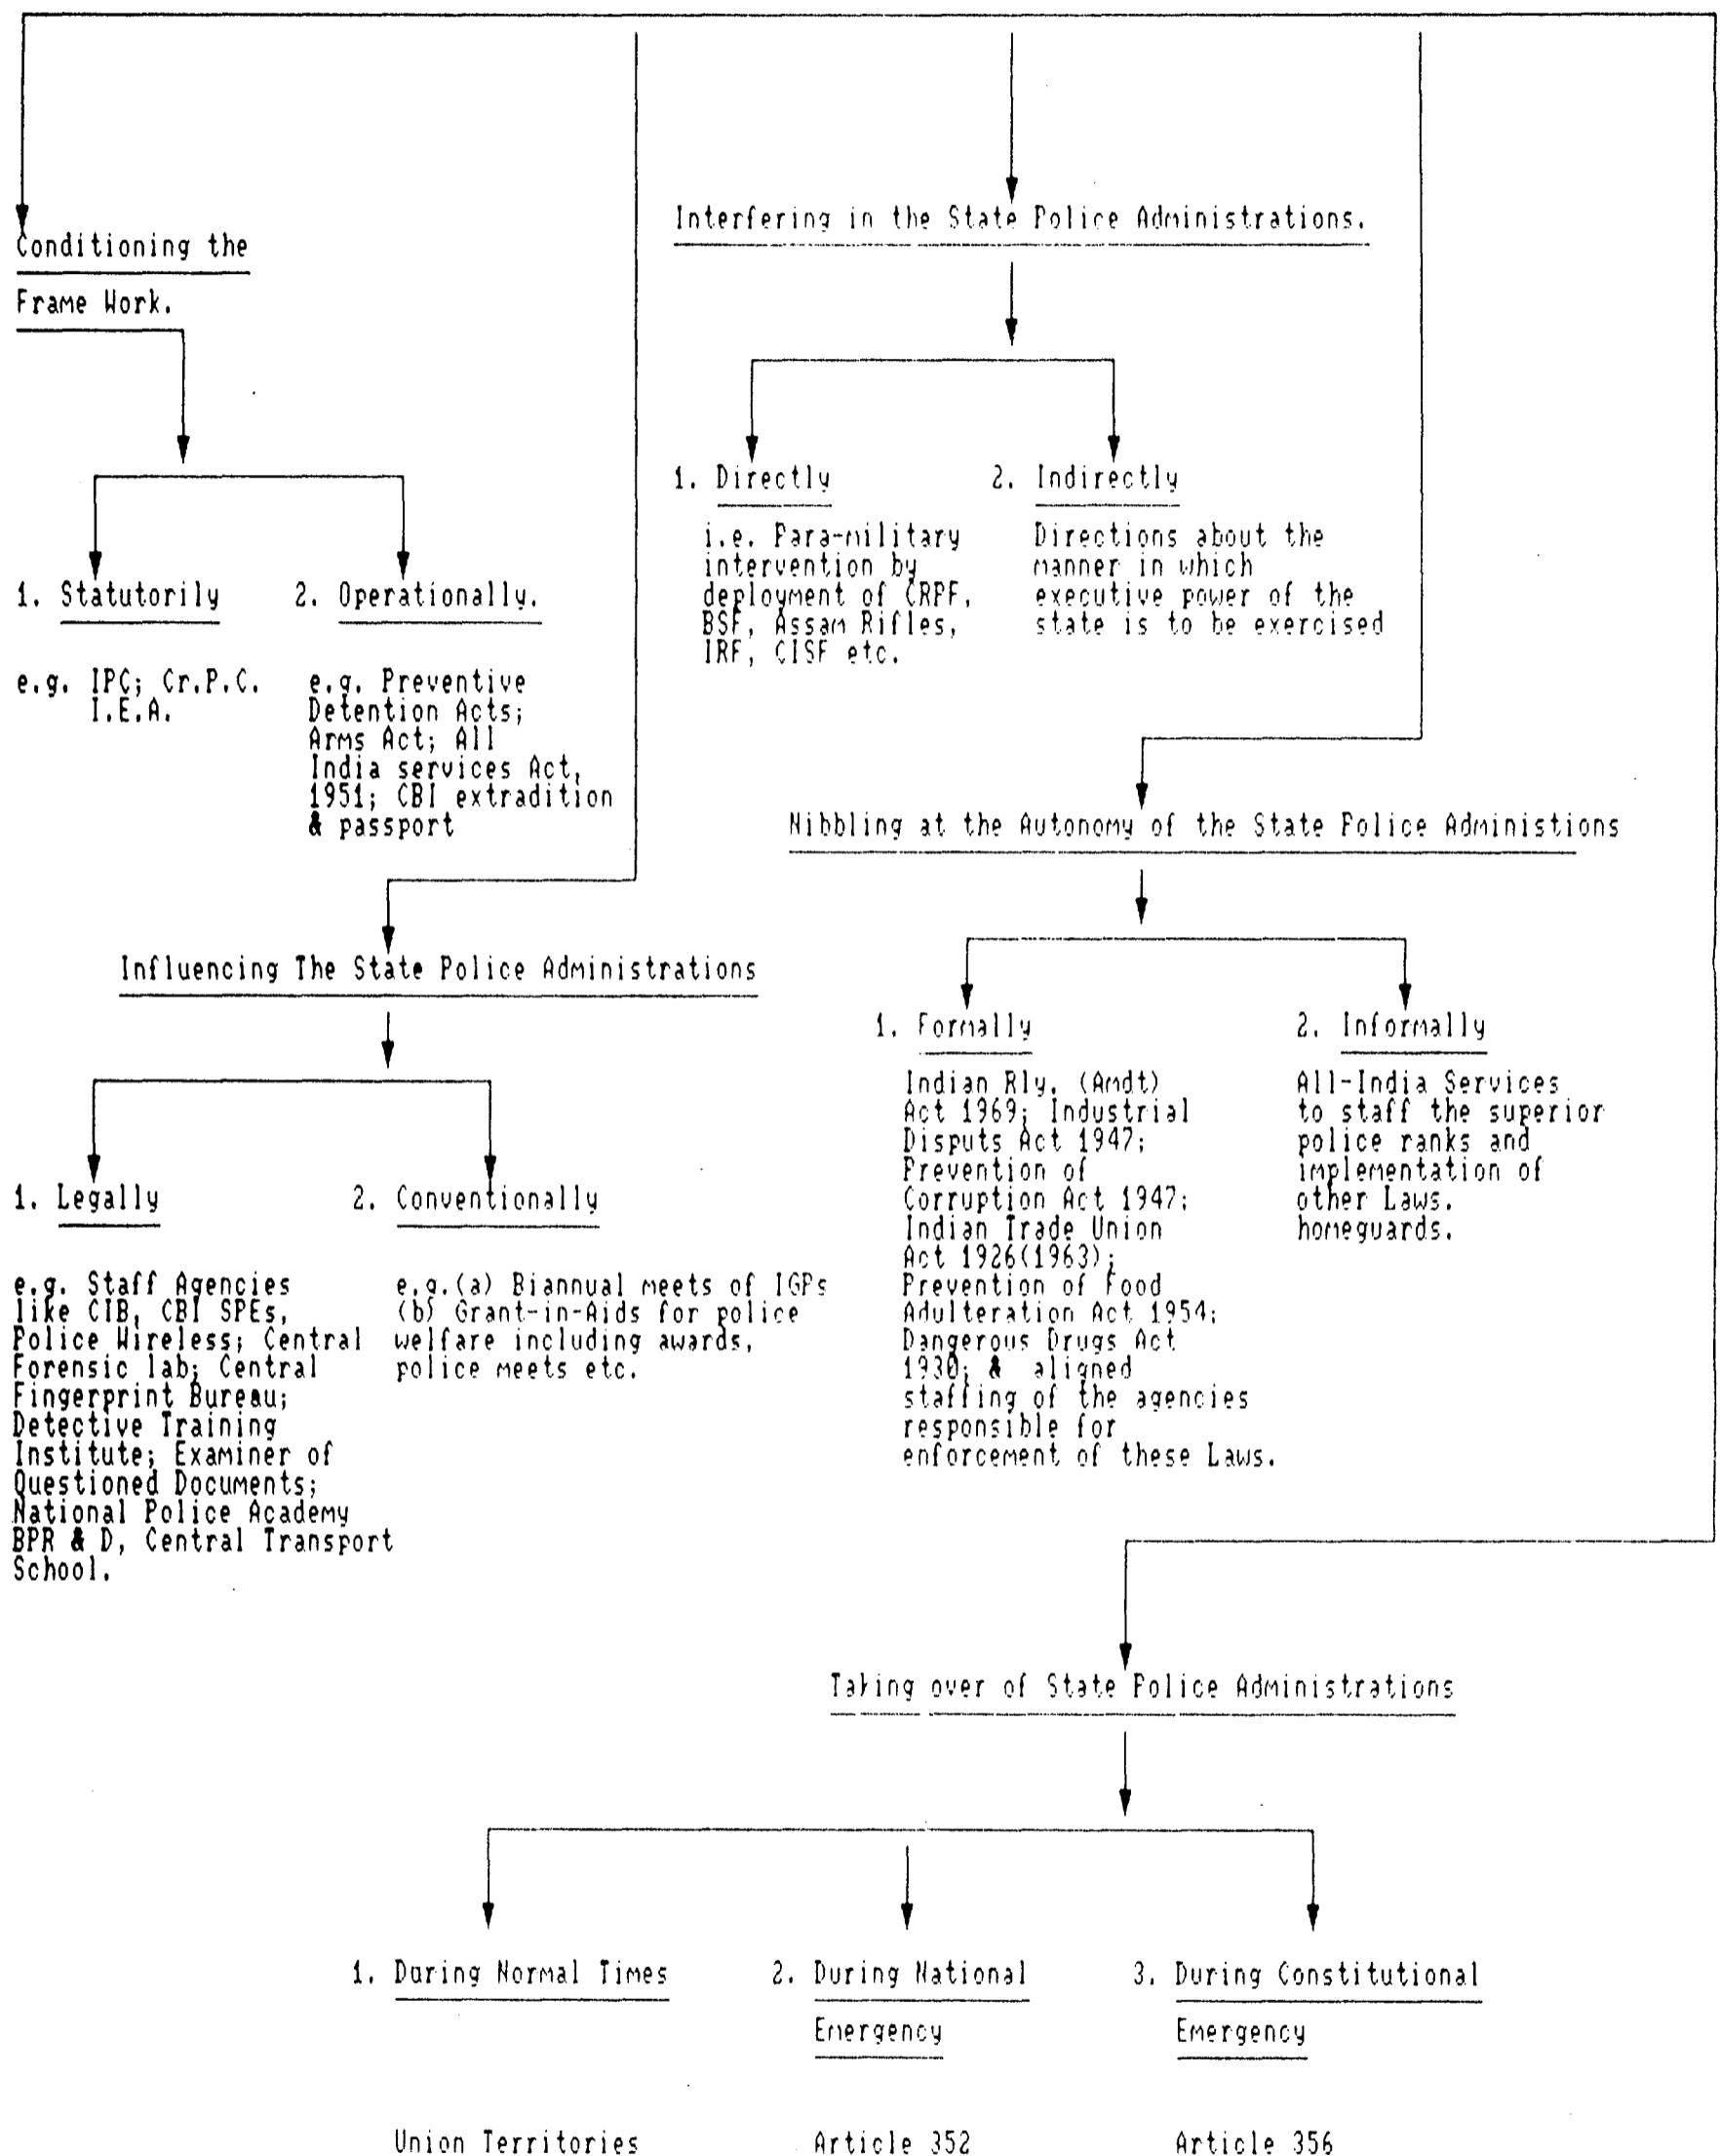 Conditioning the
Frame Work.
1. Statutorily
e.g. IPC; Cr.P.C.
I.E.A.
2. Operationally.
e.g. Preventive
Detention Acts;
Arms Act; All
India services Act,
1951; CBI extradition
& passport
Interfering in the State Police Administrations.
1. Directly
i.e. Para-military
intervention by
deployment of CRPF,
BSF, Assam Rifles,
IRF, CISF etc.
2. Indirectly
Directions about the
manner in which
executive power of the
state is to be exercised
Nibbling at the Autonomy of the State Police Administions
1. Formally
Indian Rly. (Amdt)
Act 1969; Industrial
Disputs Act 1947;
Prevention of
Corruption Act 1947;
Indian Trade Union
Act 1926(1963);
Prevention of Food
Adulteration Act 1954;
Dangerous Drugs Act
1930; & aligned
staffing of the agencies
responsible for
enforcement of these Laws.
2. Informally
All-India Services
to staff the superior
police ranks and
implementation of
other Laws.
homeguards.
Influencing The State Police Administrations
1. Legally
e.g. Staff Agencies
like CIB, CBI SPEs,
Police Wireless; Central
Forensic lab; Central
Fingerprint Bureau;
Detective Training
Institute; Examiner of
Questioned Documents;
National Police Academy
BPR & D, Central Transport
School.
2. Conventionally
e.g.(a) Biannual meets of IGPs
(b) Grant-in-Aids for police
welfare including awards,
police meets etc.
Taking over of State Police Administrations
1. During Normal Times
Union Territories
2. During National
Emergency
Article 352
3. During Constitutional
Emergency
Article 356